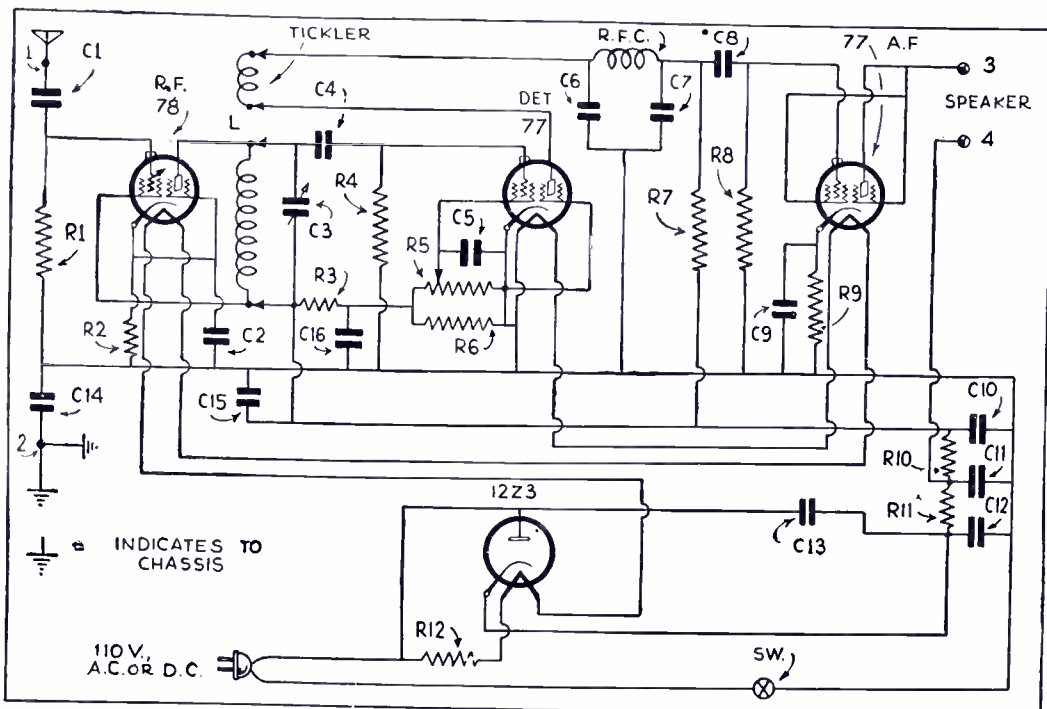 TICKLER
R.F.C.
C8
77 A.F
C1
1
R.F.
78
C4
C6
C7
3
DET
77
SPEAKER
L
4
R4
R8
R1
C3
C5
R7
R5
R3
R9
R2
C2
C16
R6
C9
C14
C15
C10
2
C11
R10
12Z3
R11
C12
C13
INDICATES TO
CHASSIS
R12
110 V.,
A.C. OR D.C.
SW.